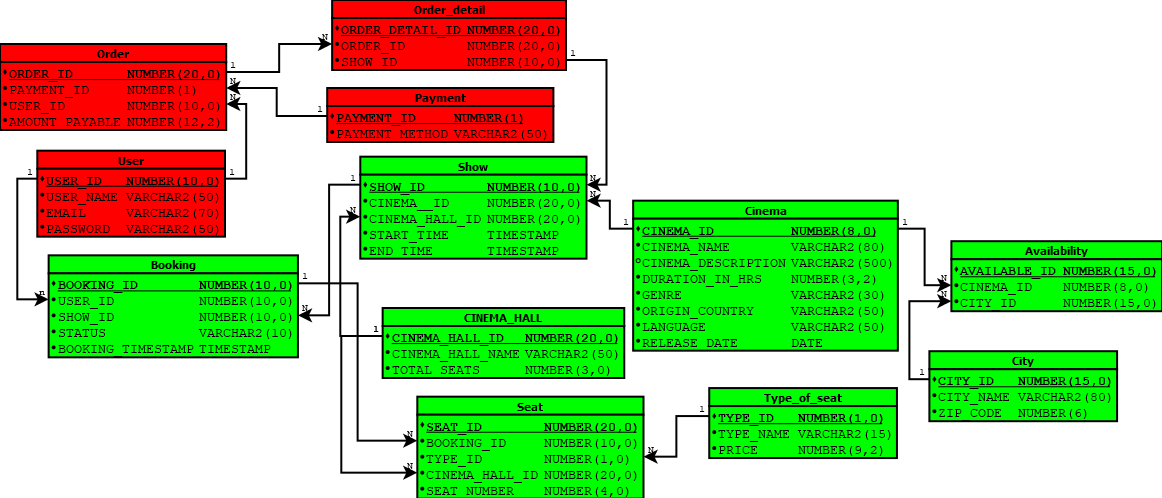 Order_detail
ORDER_DETAIL_ID NUMBER(20,0)
ORDER_ID NUMBER(20,0)
SHOW_ID NUMBER(10,0)
Order
ORDER_ID NUMBER(20,0)
PAYMENT_ID NUMBER(1)
USER_ID NUMBER(10,0)
AMOUNT_PAYABLE NUMBER(12,2)
1
N
N
N
1
Payment
PAYMENT_ID NUMBER(1)
PAYMENT_METHOD VARCHAR2(50)
1
User
USER_ID NUMBER(10,0)
USER_NAME VARCHAR2(50)
EMAIL VARCHAR2(70)
PASSWORD VARCHAR2(50)
1
1
Show
SHOW_ID NUMBER(10,0)
CINEMA__ID NUMBER(20,0)
CINEMA_HALL_ID NUMBER(20,0)
START_TIME TIMESTAMP
END_TIME TIMESTAMP
1
N
N
N
Cinema
CINEMA_ID NUMBER(8,0)
CINEMA_NAME VARCHAR2(80)
CINEMA_DESCRIPTION VARCHAR2(500)
DURATION_IN_HRS NUMBER(3,2)
GENRE VARCHAR2(30)
ORIGIN_COUNTRY VARCHAR2(50)
LANGUAGE VARCHAR2(50)
RELEASE_DATE DATE
1
1
Availability
AVAILABLE_ID NUMBER(15,0)
CINEMA_ID NUMBER(8,0)
CITY_ID NUMBER(15,0)
N
N
Booking
BOOKING_ID NUMBER(10,0)
USER_ID NUMBER(10,0)
SHOW_ID NUMBER(10,0)
STATUS VARCHAR2(10)
BOOKING_TIMESTAMP TIMESTAMP
n
1
N
CINEMA_HALL
CINEMA_HALL_ID NUMBER(20,0)
CINEMA_HALL_NAME VARCHAR2(50)
TOTAL_SEATS NUMBER(3,0)
1
City
CITY_ID NUMBER(15,0)
CITY_NAME VARCHAR2(80)
ZIP_CODE NUMBER(6)
1
Seat
SEAT_ID NUMBER(20,0)
BOOKING_ID NUMBER(10,0)
TYPE_ID NUMBER(1,0)
CINEMA_HALL_ID NUMBER(20,0)
SEAT_NUMBER NUMBER(4,0)
N
N
N
Type_of_seat
TYPE_ID NUMBER(1,0)
TYPE_NAME VARCHAR2(15)
PRICE NUMBER(9,2)
1